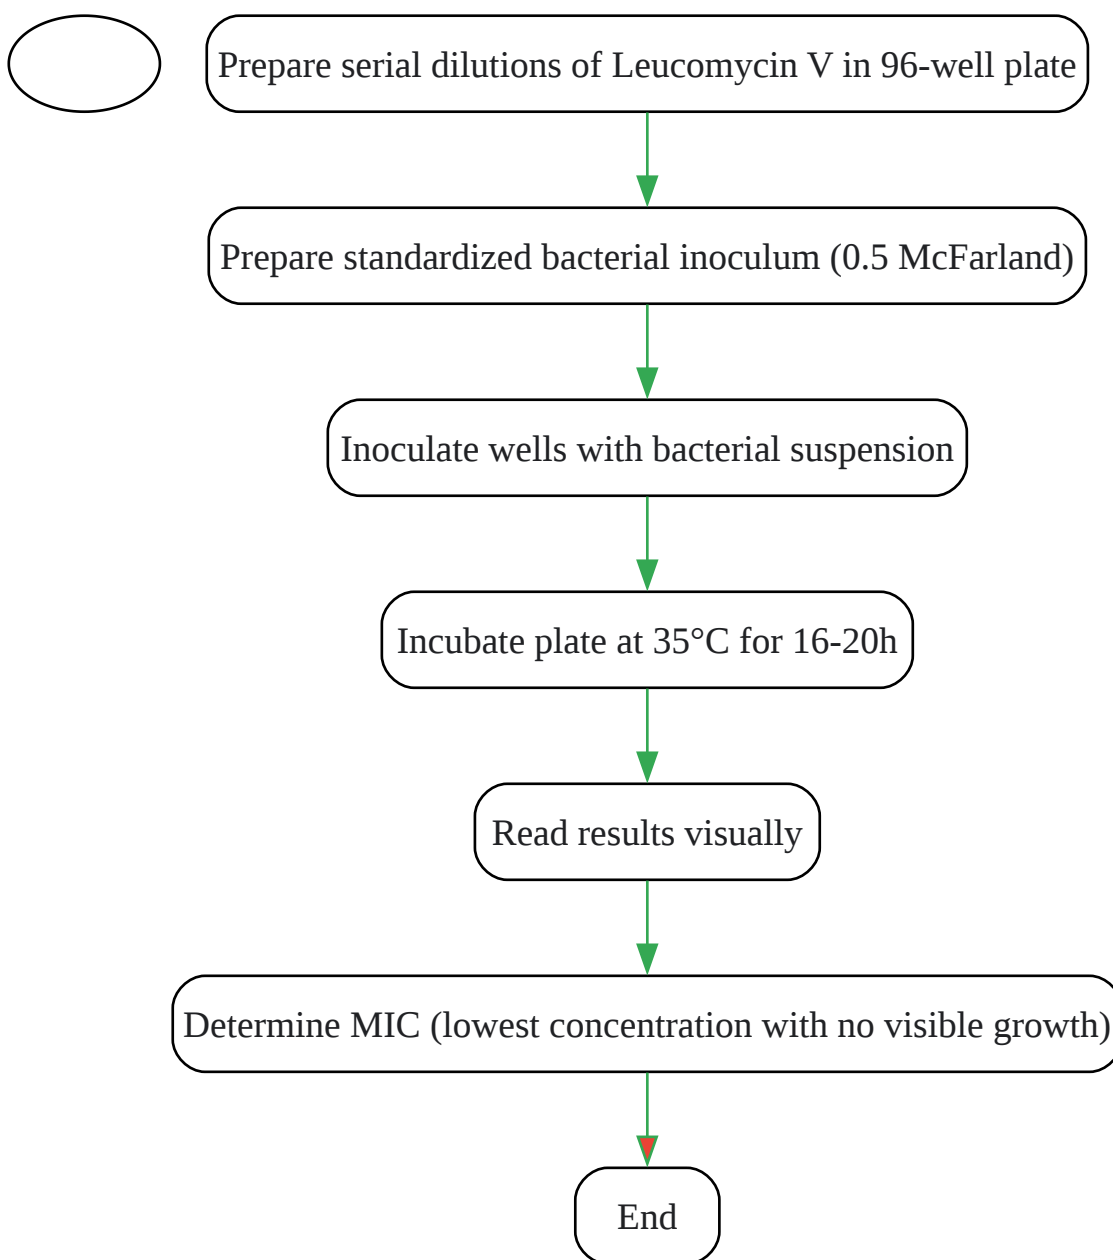 Prepare serial dilutions of Leucomycin V in 96-well plate
Prepare standardized bacterial inoculum (0.5 McFarland)
Inoculate wells with bacterial suspension
Incubate plate at 35°C for 16-20h
Read results visually
Determine MIC (lowest concentration with no visible growth)
End